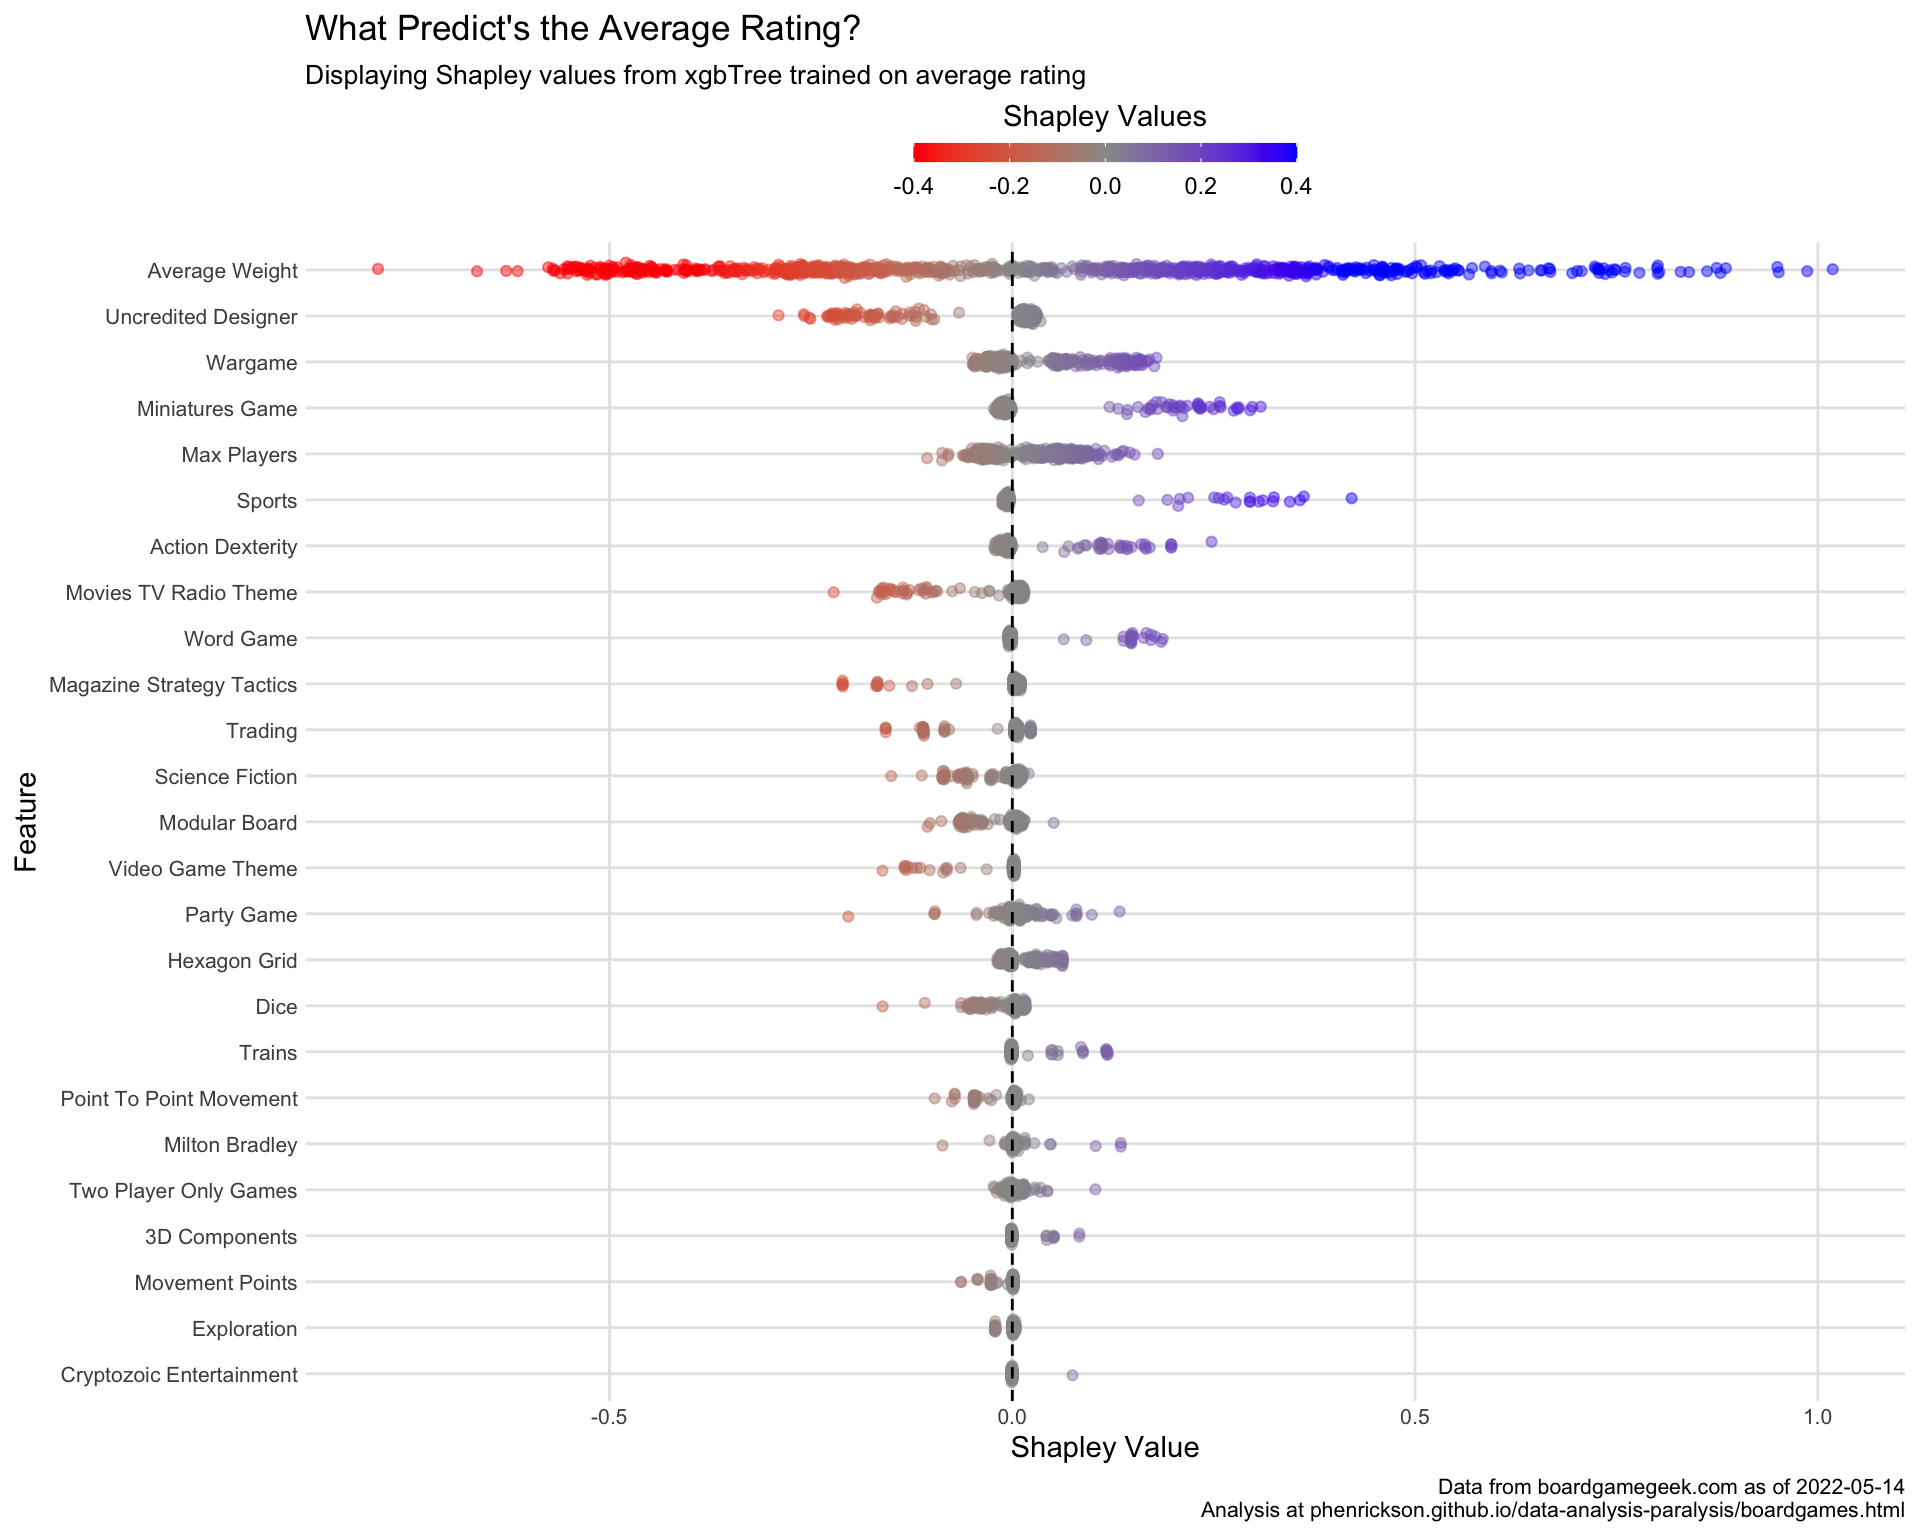 What Predict's the Average Rating?
Displaying Shapley values from xgbTree trained on average rating
Shapley Values
-0.4 -0.2 0.0 0.2 0.4
Average Weight
Uncredited Designer
Wargame
Miniatures Game
Max Players
Sports
Action Dexterity
Movies TV Radio Theme
Word Game
Magazine Strategy Tactics
Trading
Science Fiction
Modular Board
Video Game Theme
Party Game
Hexagon Grid
Dice
Trains
Point To Point Movement
Milton Bradley
Two Player Only Games
3D Components
Movement Points
Exploration
Cryptozoic Entertainment
Feature
-0.5 0.0 0.5 1.0
Shapley Value
Data from boardgamegeek.com as of 2022-05-14
Analysis at phenrickson.github.io/data-analysis-paralysis/boardgames.html